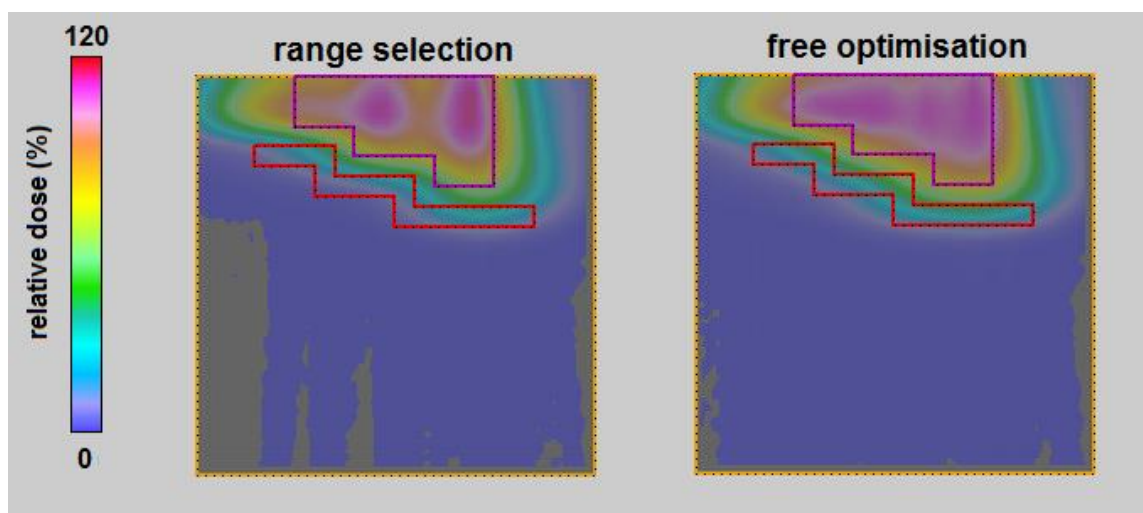 120
range selection
free optimisation
relative dose (%)
0